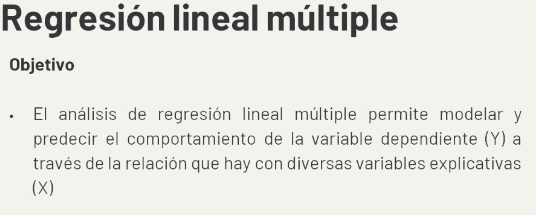 Regresión lineal múltiple
Objetivo
• El análisis de regresión lineal múltiple permite modelar y
predecir el comportamiento de la variable dependiente (Y) a
través de la relación que hay con diversas variables explicativas
(X)